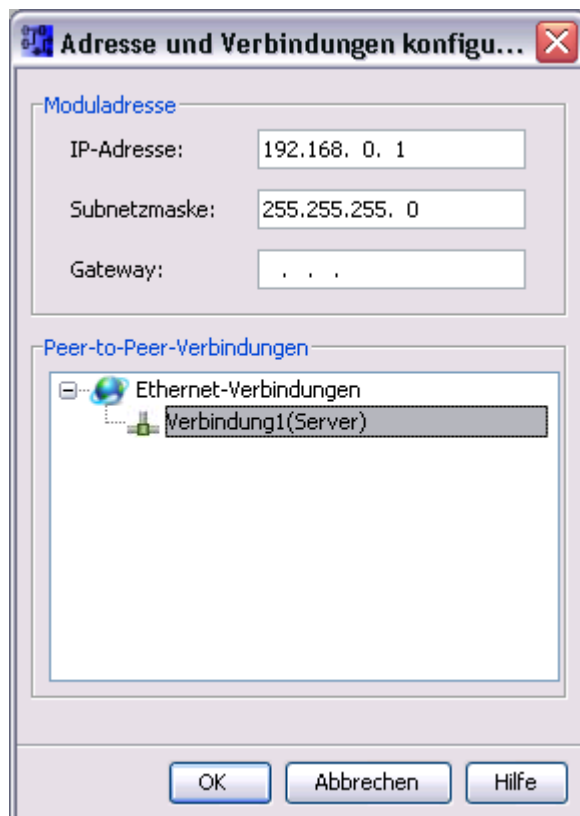 Adresse und Verbindungen konfigu...
Moduladresse
IP-Adresse: 192.168. 0. 1
Subnetzmaske: 255.255.255. 0
Gateway: . . .
Peer-to-Peer-Verbindungen
Ethernet-Verbindungen
Verbindung1(Server)
OK Abbrechen Hilfe